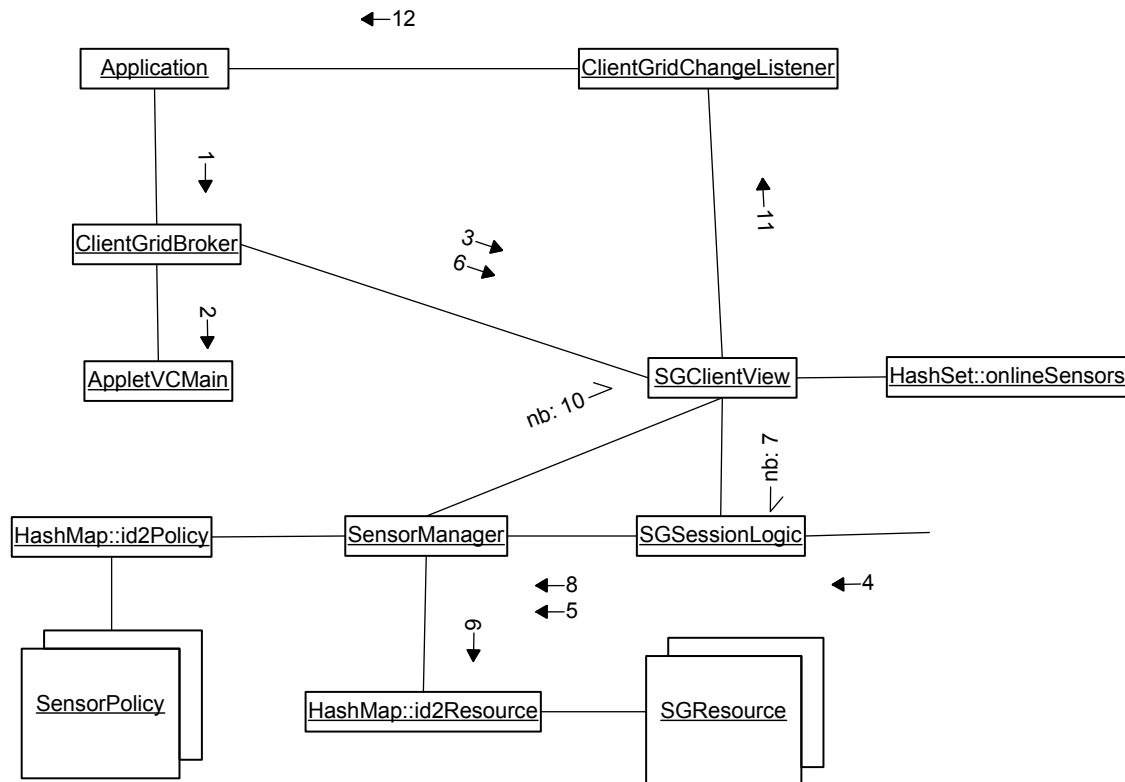 12
Application
ClientGridChangeListener
1
11
ClientGridBroker
3
6
2
AppletVCMain
SGClientView
HashSet::onlineSensors
nb: 10
nb: 7
HashMap::id2Policy
SensorManager
SGSessionLogic
8
4
5
9
SensorPolicy
HashMap::id2Resource
SGResource